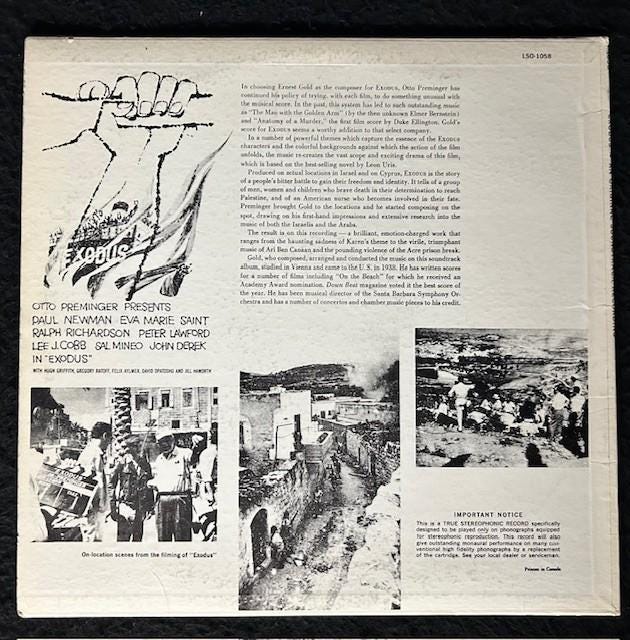 LSO-1058
In choosing Ernest Gold as the composer for EXODUS, Otto Preminger has
continued his policy of trying, with each film, to do something unusual with
the musical score. In the past, this system has led to such outstanding music
as "The Man with the Golden Arm" (by the then unknown Elmer Bernstein)
and "Anatomy of a Murder," the first film score by Duke Ellington. Gold's
score for EXODUS seems a worthy addition to that select company.
In a number of powerful themes which capture the essence of the EXODUS
characters and the colorful backgrounds against which the action of the film
unfolds, the music re-creates the vast scope and exciting drama of this film,
which is based on the best-selling novel by Leon Uris.
Produced on actual locations in Israel and on Cyprus, EXODUS is the story
of a people's bitter battle to gain their freedom and identity. It tells of a group
of men, women and children who brave death in their determination to reach
Palestine, and of an American nurse who becomes involved in their fate.
Preminger brought Gold to the locations and he started composing on the
spot, drawing on his first-hand impressions and extensive research into the
music of both the Israelis and the Arabs.
The result is on this recording — a brilliant, emotion-charged work that
ranges from the haunting sadness of Karen's theme to the virile, triumphant
music of Ari Ben Canaan and the pounding violence of the Acre prison break.
Gold, who composed, arranged and conducted the music on this soundtrack
album, studied in Vienna and came to the U. S. in 1938. He has written scores
for a number of films including "On the Beach" for which he received an
Academy Award nomination. Down Beat magazine voted it the best score of
the year. He has been musical director of the Santa Barbara Symphony Or-
chestra and has a number of concertos and chamber music pieces to his credit.
EXODUS
OTTO PREMINGER PRESENTS
PAUL NEWMAN EVA MARIE SAINT
RALPH RICHARDSON PETER LAWFORD
LEE J. COBB SAL MINEO JOHN DEREK
IN "EXODUS"
WITH HUGH GRIFFITH, GREGORY RATOFF, FELIX AYLMER, DAVID OPATOSHU AND JILL HAWORTH
On-location scenes from the filming of "Exodus"
IMPORTANT NOTICE
This is a TRUE STEREOPHONIC RECORD specifically
designed to be played only on phonographs equipped
for stereophonic reproduction. This record will also
give outstanding monaural performance on many con-
ventional high fidelity phonographs by a replacement
of the cartridge. See your local dealer or serviceman.
Printed in Canada